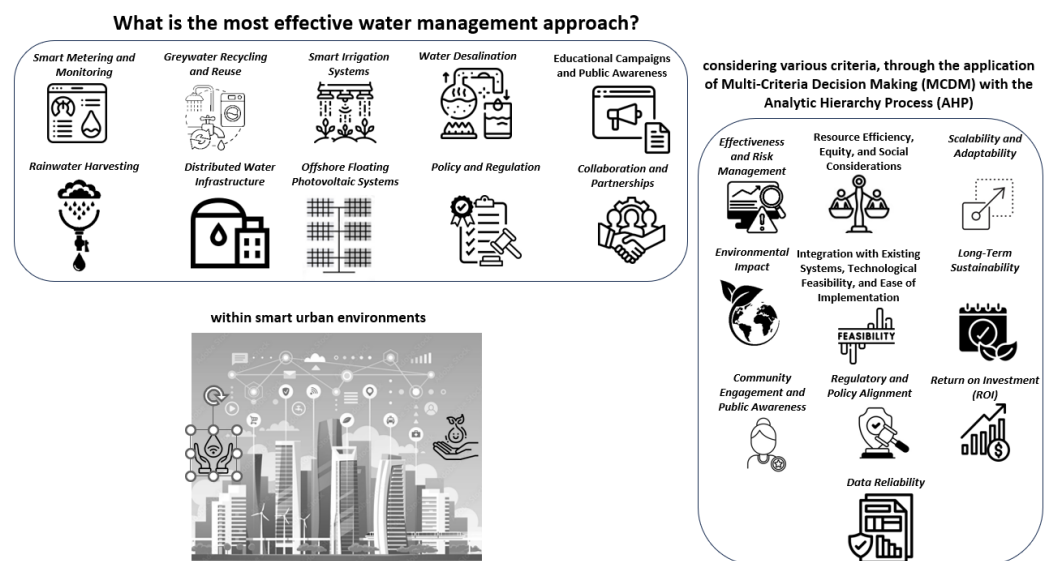 What is the most effective water management approach?
Smart Metering and
Monitoring
Greywater Recycling
and Reuse
Smart Irrigation
Systems
Water Desalination
Educational Campaigns
and Public Awareness
Rainwater Harvesting
Distributed Water
Infrastructure
Offshore Floating
Photovoltaic Systems
Policy and Regulation
Collaboration and
Partnerships
considering various criteria, through the application
of Multi-Criteria Decision Making (MCDM) with the
Analytic Hierarchy Process (AHP)
Effectiveness
and Risk
Management
Resource Efficiency,
Equity, and Social
Considerations
Scalability and
Adaptability
Environmental
Impact
Integration with Existing
Systems, Technological
Feasibility, and Ease of
Implementation
FEASIBILITY
Long-Term
Sustainability
Community
Engagement and
Public Awareness
Regulatory and
Policy Alignment
Return on Investment
(ROI)
Data Reliability
within smart urban environments